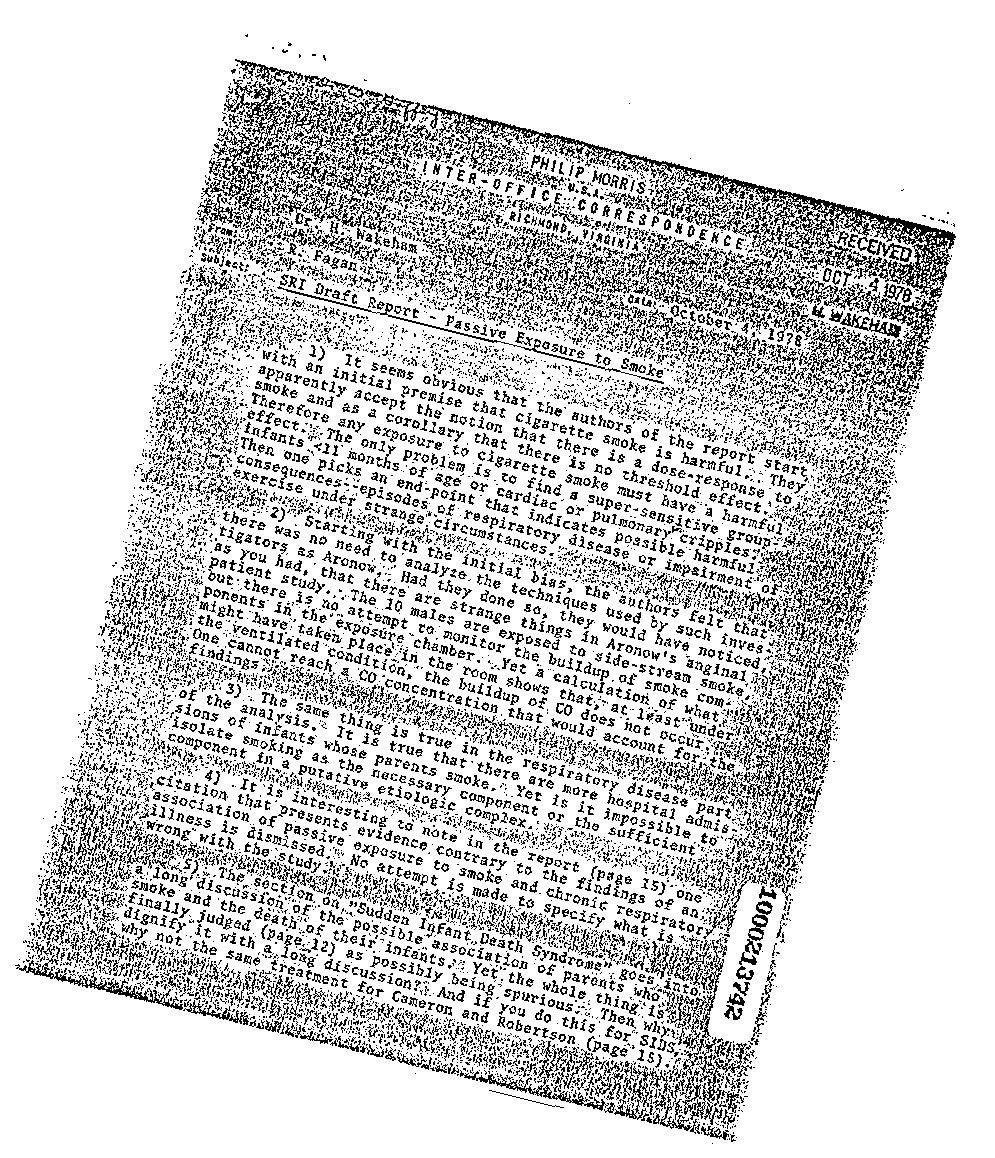 PHILIP MORRIS
U.S.A.
INTER-OFFICE CORRESPONDENCE
RICHMOND, VIRGINIA
RECEIVED
OCT 4 1978
H. WAKEHAM
Dr. H. Wakeham
R. Fagan
Date: October 4, 1978
Subject:
SRI Draft Report - Passive Exposure to Smoke
1) It seems obvious that the authors of the report start
with an initial premise that cigarette smoke is harmful. They
apparently accept the notion that there is a dose-response to
smoke and as a corollary that there is no threshold effect.
Therefore any exposure to cigarette smoke must have a harmful
effect. The only problem is to find a super-sensitive group--
infants <11 months of age or cardiac or pulmonary cripples.
Then one picks an end-point that indicates possible harmful
consequences--episodes of respiratory disease or impairment of
exercise under strange circumstances.
2) Starting with the initial bias, the authors felt that
there was no need to analyze the techniques used by such inves-
tigators as Aronow. Had they done so, they would have noticed,
as you had, that there are strange things in Aronow's anginal
patient study. The 10 males are exposed to side-stream smoke,
but there is no attempt to monitor the buildup of smoke com-
ponents in the exposure chamber. Yet a calculation of what
might have taken place in the room shows that, at least under
the ventilated condition, the buildup of CO does not occur.
One cannot reach a CO concentration that would account for the
findings.
3) The same thing is true in the respiratory disease part
of the analysis. It is true that there are more hospital admis-
sions of infants whose parents smoke. Yet is it impossible to
isolate smoking as the necessary component or the sufficient
component in a putative etiologic complex.
4) It is interesting to note in the report (page 15) one
citation that presents evidence contrary to the findings of an
association of passive exposure to smoke and chronic respiratory
illness is dismissed. No attempt is made to specify what is
wrong with the study.
5) The section on "Sudden Infant Death Syndrome" goes into
a long discussion of the possible association of parents who
smoke and the death of their infants. Yet the whole thing is
finally judged (page 12) as possibly being spurious. Then why
dignify it with a long discussion? And if you do this for SIDS,
why not the same treatment for Cameron and Robertson (page 15).
1000213742